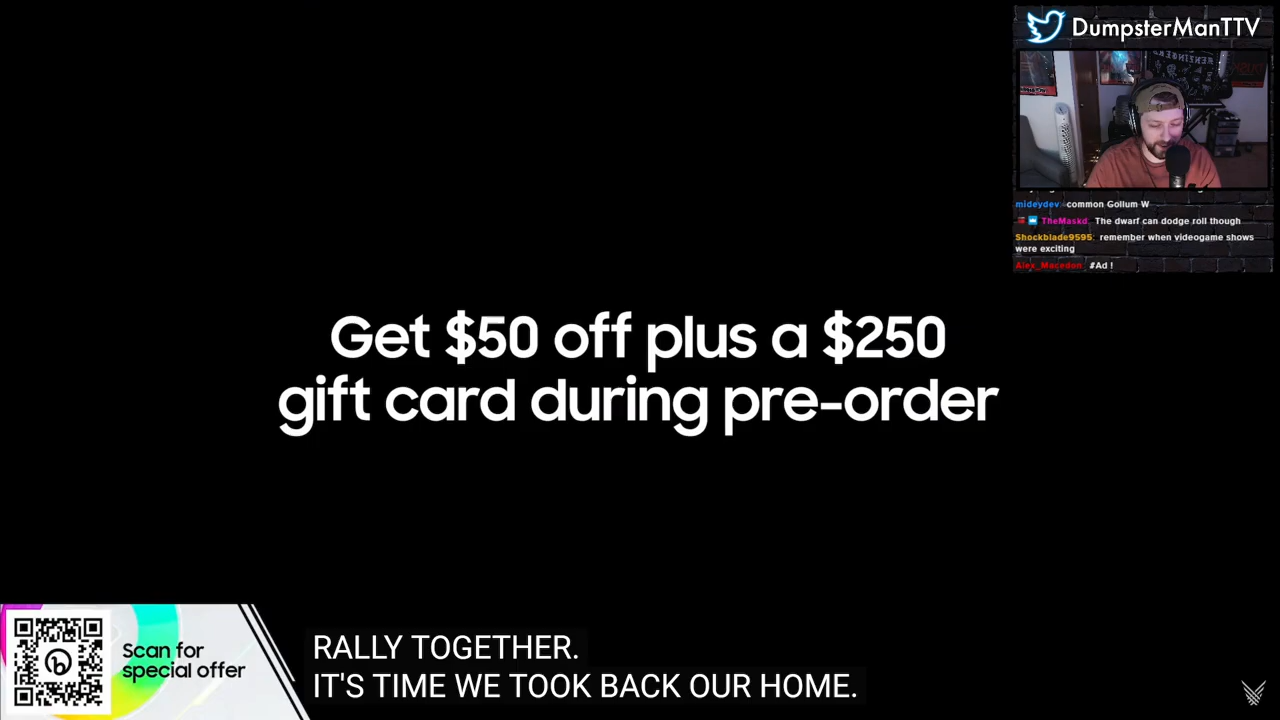 DumpsterManTTV
mideydev: common Gollum W
TheMaskd: The dwarf can dodge roll though
Shockblade9595: remember when videogame shows
were exciting
Alex_Macedon: #Ad !
Get $50 off plus a $250
gift card during pre-order
Scan for
special offer
RALLY TOGETHER.
IT'S TIME WE TOOK BACK OUR HOME.